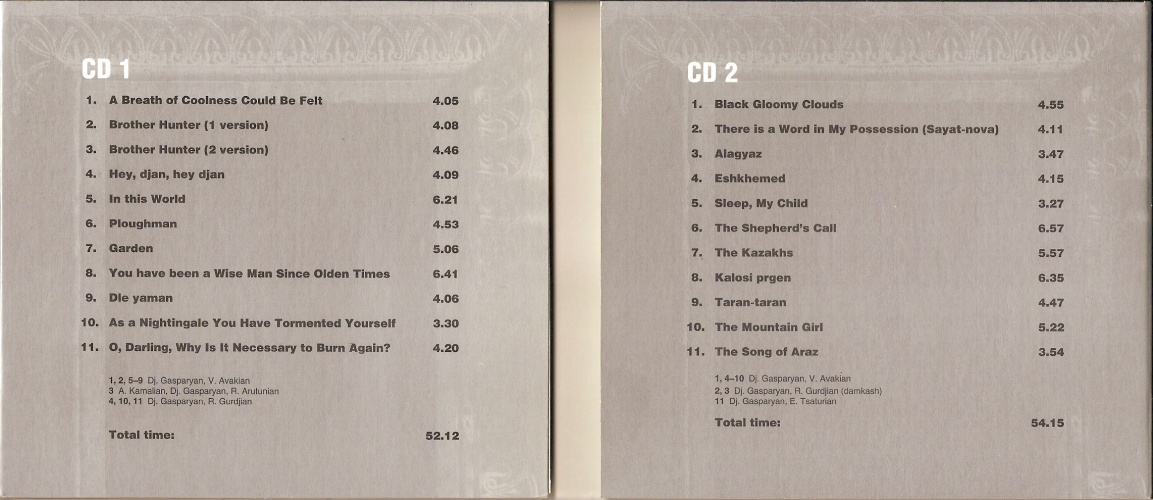 CD 1
1. A Breath of Coolness Could Be Felt 4.05
2. Brother Hunter (1 version) 4.08
3. Brother Hunter (2 version) 4.46
4. Hey, djan, hey djan 4.09
5. In this World 6.21
6. Ploughman 4.53
7. Garden 5.06
8. You have been a Wise Man Since Olden Times 6.41
9. Dle yaman 4.06
10. As a Nightingale You Have Tormented Yourself 3.30
11. O, Darling, Why Is It Necessary to Burn Again? 4.20
1, 2, 5–9 Dj. Gasparyan, V. Avakian
3 A. Kamalian, Dj. Gasparyan, R. Arutunian
4, 10, 11 Dj. Gasparyan, R. Gurdjian
Total time: 52.12
CD 2
1. Black Gloomy Clouds 4.55
2. There is a Word in My Possession (Sayat-nova) 4.11
3. Alagyaz 3.47
4. Eshkhemed 4.15
5. Sleep, My Child 3.27
6. The Shepherd's Call 6.57
7. The Kazakhs 5.57
8. Kalosi prgen 6.35
9. Taran-taran 4.47
10. The Mountain Girl 5.22
11. The Song of Araz 3.54
1, 4–10 Dj. Gasparyan, V. Avakian
2, 3 Dj. Gasparyan, R. Gurdjian (damkash)
11 Dj. Gasparyan, E. Tsaturian
Total time: 54.15